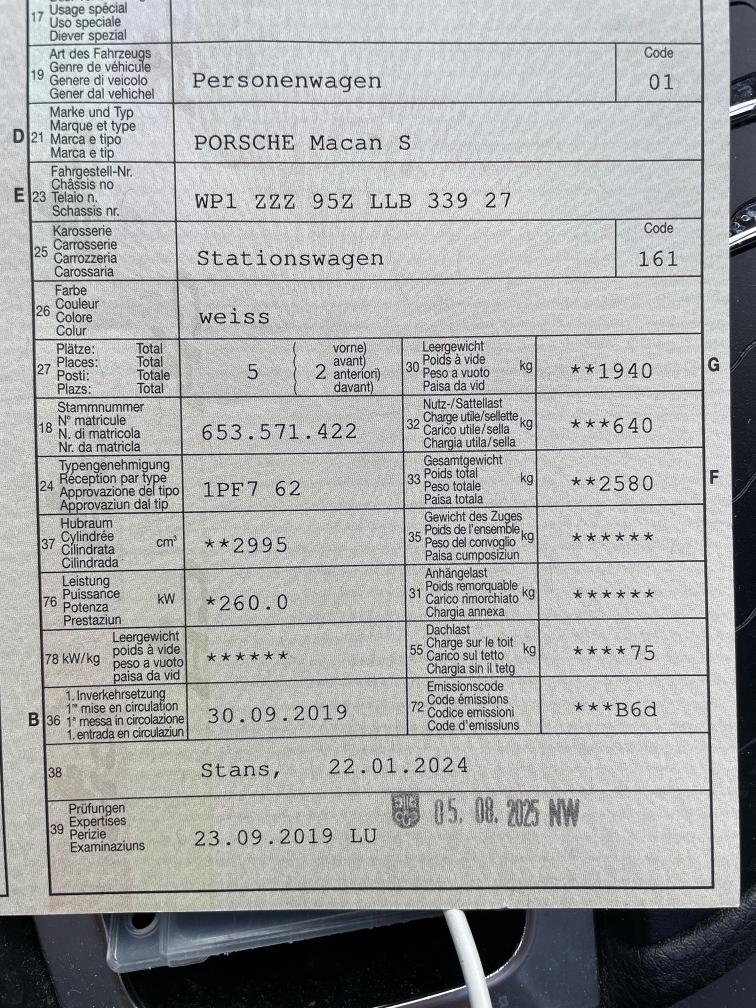 17 Usage spécial
Uso speciale
Diever spezial
Art des Fahrzeugs
19 Genre de véhicule
Genere di veicolo
Gener dal vehichel
Personenwagen
Code
01
Marke und Typ
D 21 Marque et type
Marca e tipo
Marca e tip
PORSCHE Macan S
Fahrgestell-Nr.
Châssis no
E 23 Telaio n.
Schassis nr.
WP1 ZZZ 95Z LLB 339 27
Karosserie
25 Carrosserie
Carrozzeria
Carossaria
Stationswagen
Code
161
Farbe
26 Couleur
Colore
Colur
weiss
Plätze: Total
27 Places: Total
Posti: Totale
Plazs: Total
5 ( 2 vorne)
avant)
anteriori)
davant)
Leergewicht
30 Poids à vide kg
Peso a vuoto
Paisa da vid
**1940
G
Stammnummer
18 N° matricule
N. di matricola
Nr. da matricla
653.571.422
Nutz-/Sattellast
32 Charge utile/sellette kg
Carico utile/sella
Chargia utila/sella
***640
Typengenehmigung
24 Réception par type
Approvazione del tipo
Approvaziun dal tip
1PF7 62
Gesamtgewicht
33 Poids total kg
Peso totale
Paisa totala
**2580
F
Hubraum
37 Cylindrée cm³
Cilindrata
Cilindrada
**2995
Gewicht des Zuges
35 Poids de l'ensemble kg
Peso del convoglio
Paisa cumposiziun
******
Leistung
76 Puissance kW
Potenza
Prestaziun
*260.0
Anhängelast
31 Poids remorquable kg
Carico rimorchiato
Chargia annexa
******
Leergewicht
78 kW/kg poids à vide
peso a vuoto
paisa da vid
******
Dachlast
55 Charge sur le toit kg
Carico sul tetto
Chargia sin il tetg
****75
1. Inverkehrsetzung
B 36 1re mise en circulation
1a messa in circolazione
1. entrada en circulaziun
30.09.2019
Emissionscode
72 Code émissions
Codice emissioni
Code d'emissiuns
***B6d
38 Stans, 22.01.2024
Prüfungen
39 Expertises
Perizie
Examinaziuns
23.09.2019 LU
05. 08. 2025 NW